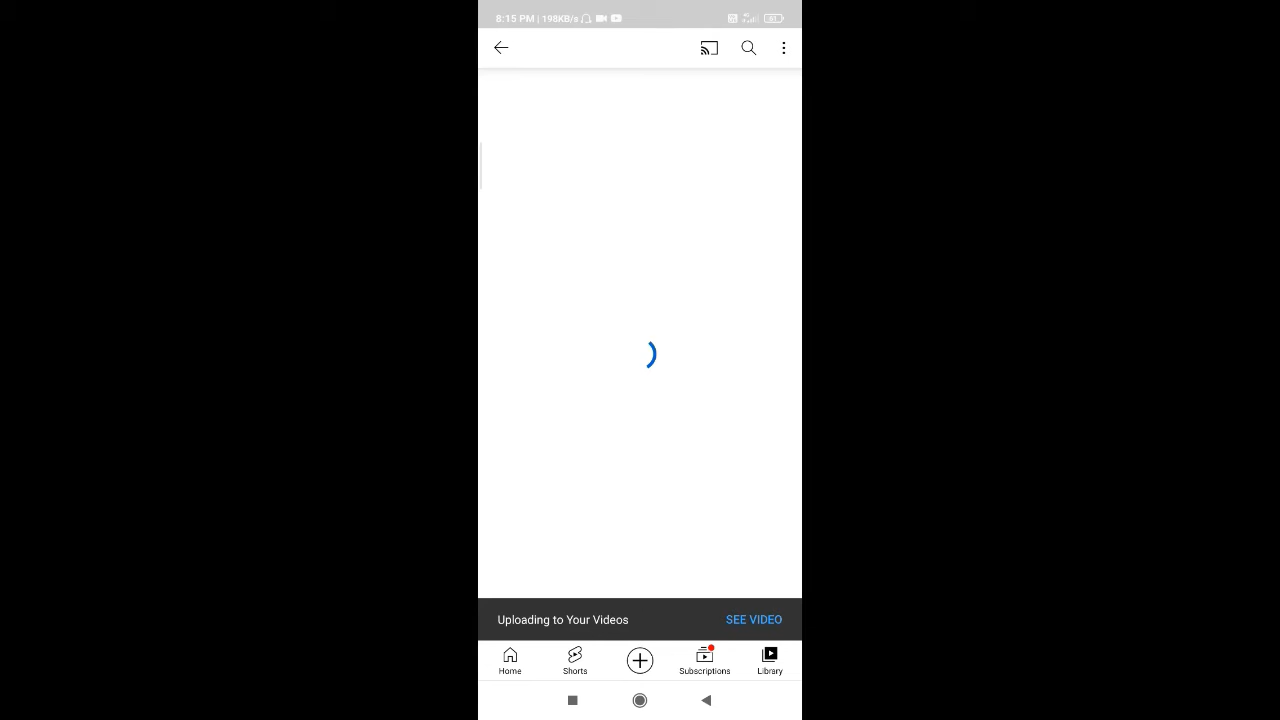 8:15 PM | 198KB/s
Uploading to Your Videos SEE VIDEO
Home Shorts Subscriptions Library